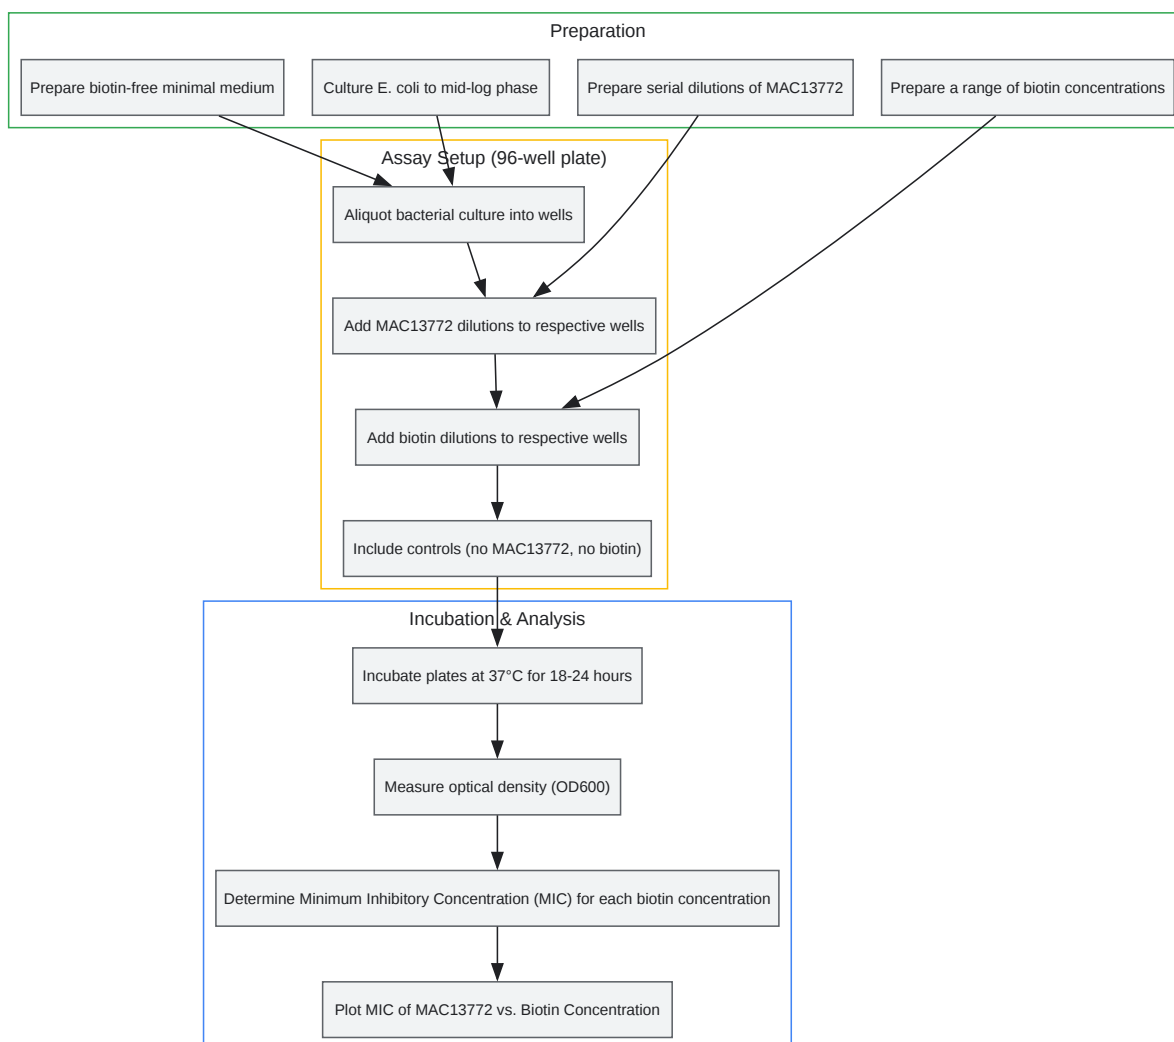 Preparation
Prepare biotin-free minimal medium
Culture E. coli to mid-log phase
Prepare serial dilutions of MAC13772
Prepare a range of biotin concentrations
Assay Setup (96-well plate)
Aliquot bacterial culture into wells
Add MAC13772 dilutions to respective wells
Add biotin dilutions to respective wells
Include controls (no MAC13772, no biotin)
Incubation & Analysis
Incubate plates at 37°C for 18-24 hours
Measure optical density (OD600)
Determine Minimum Inhibitory Concentration (MIC) for each biotin concentration
Plot MIC of MAC13772 vs. Biotin Concentration